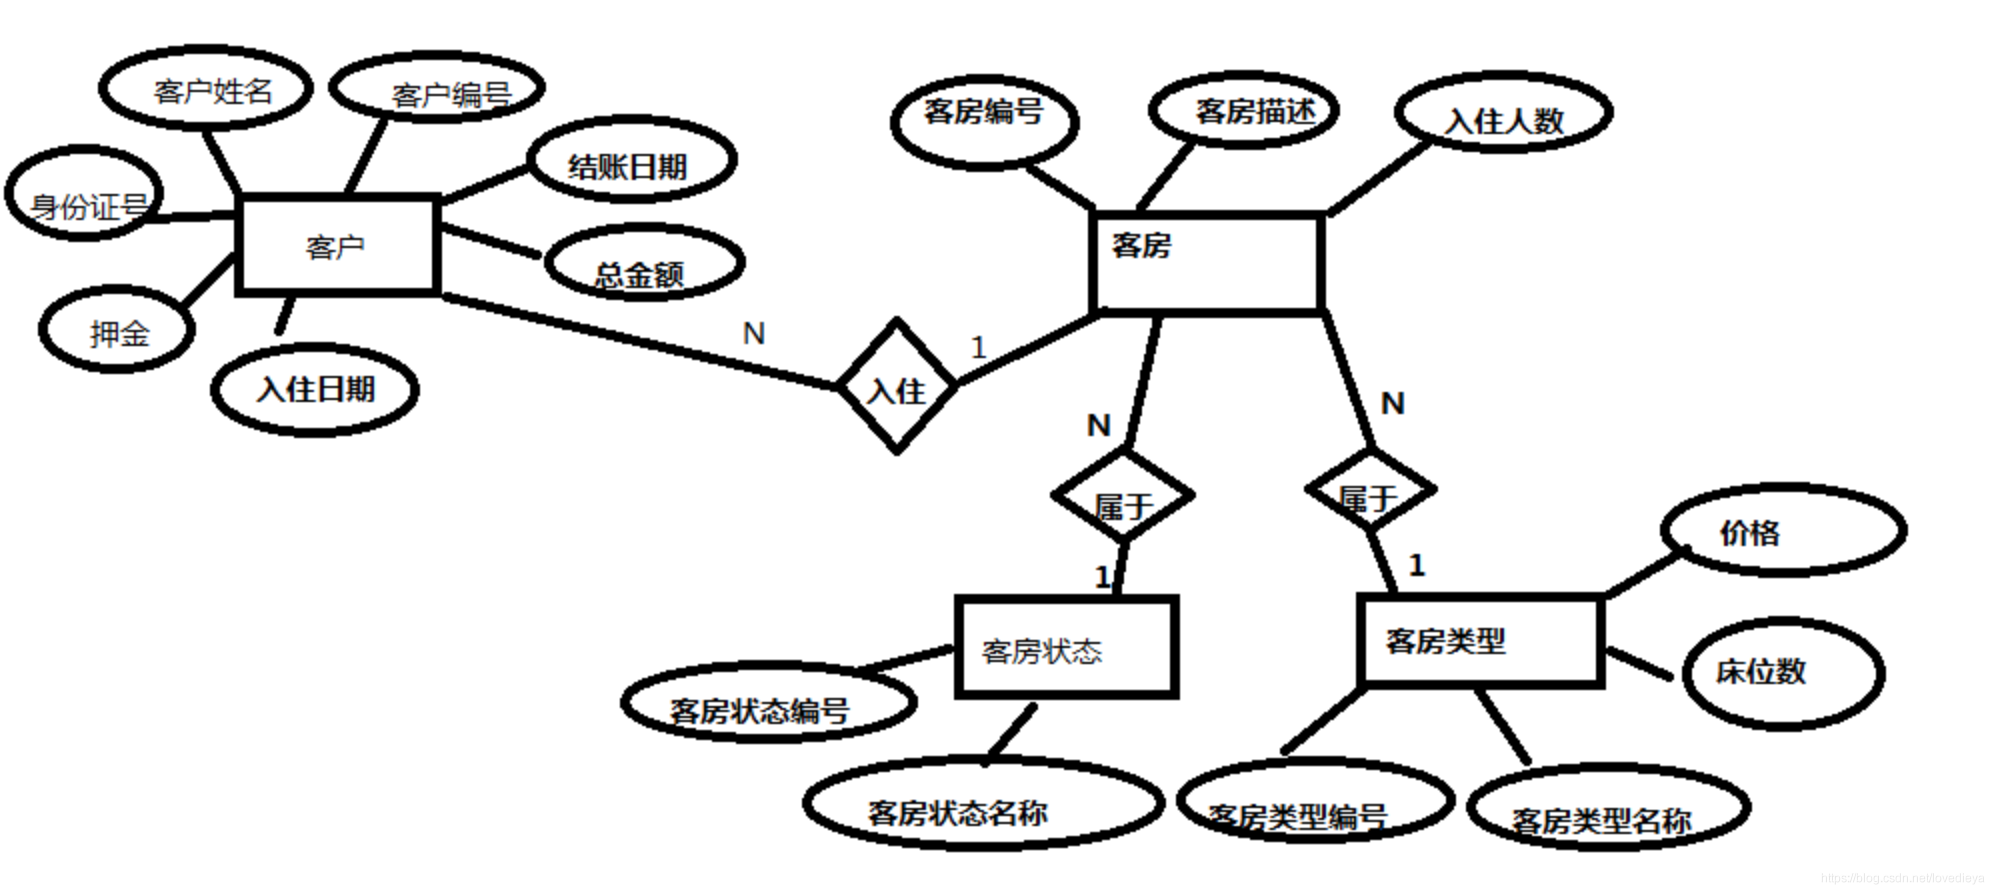 客户姓名
客户编号
结账日期
身份证号
客户
总金额
押金
入住日期
N
入住
1
客房编号
客房描述
入住人数
客房
N
属于
1
N
属于
1
客房状态
客房状态编号
客房状态名称
客房类型
价格
床位数
客房类型编号
客房类型名称
https://blog.csdn.net/lovedieya